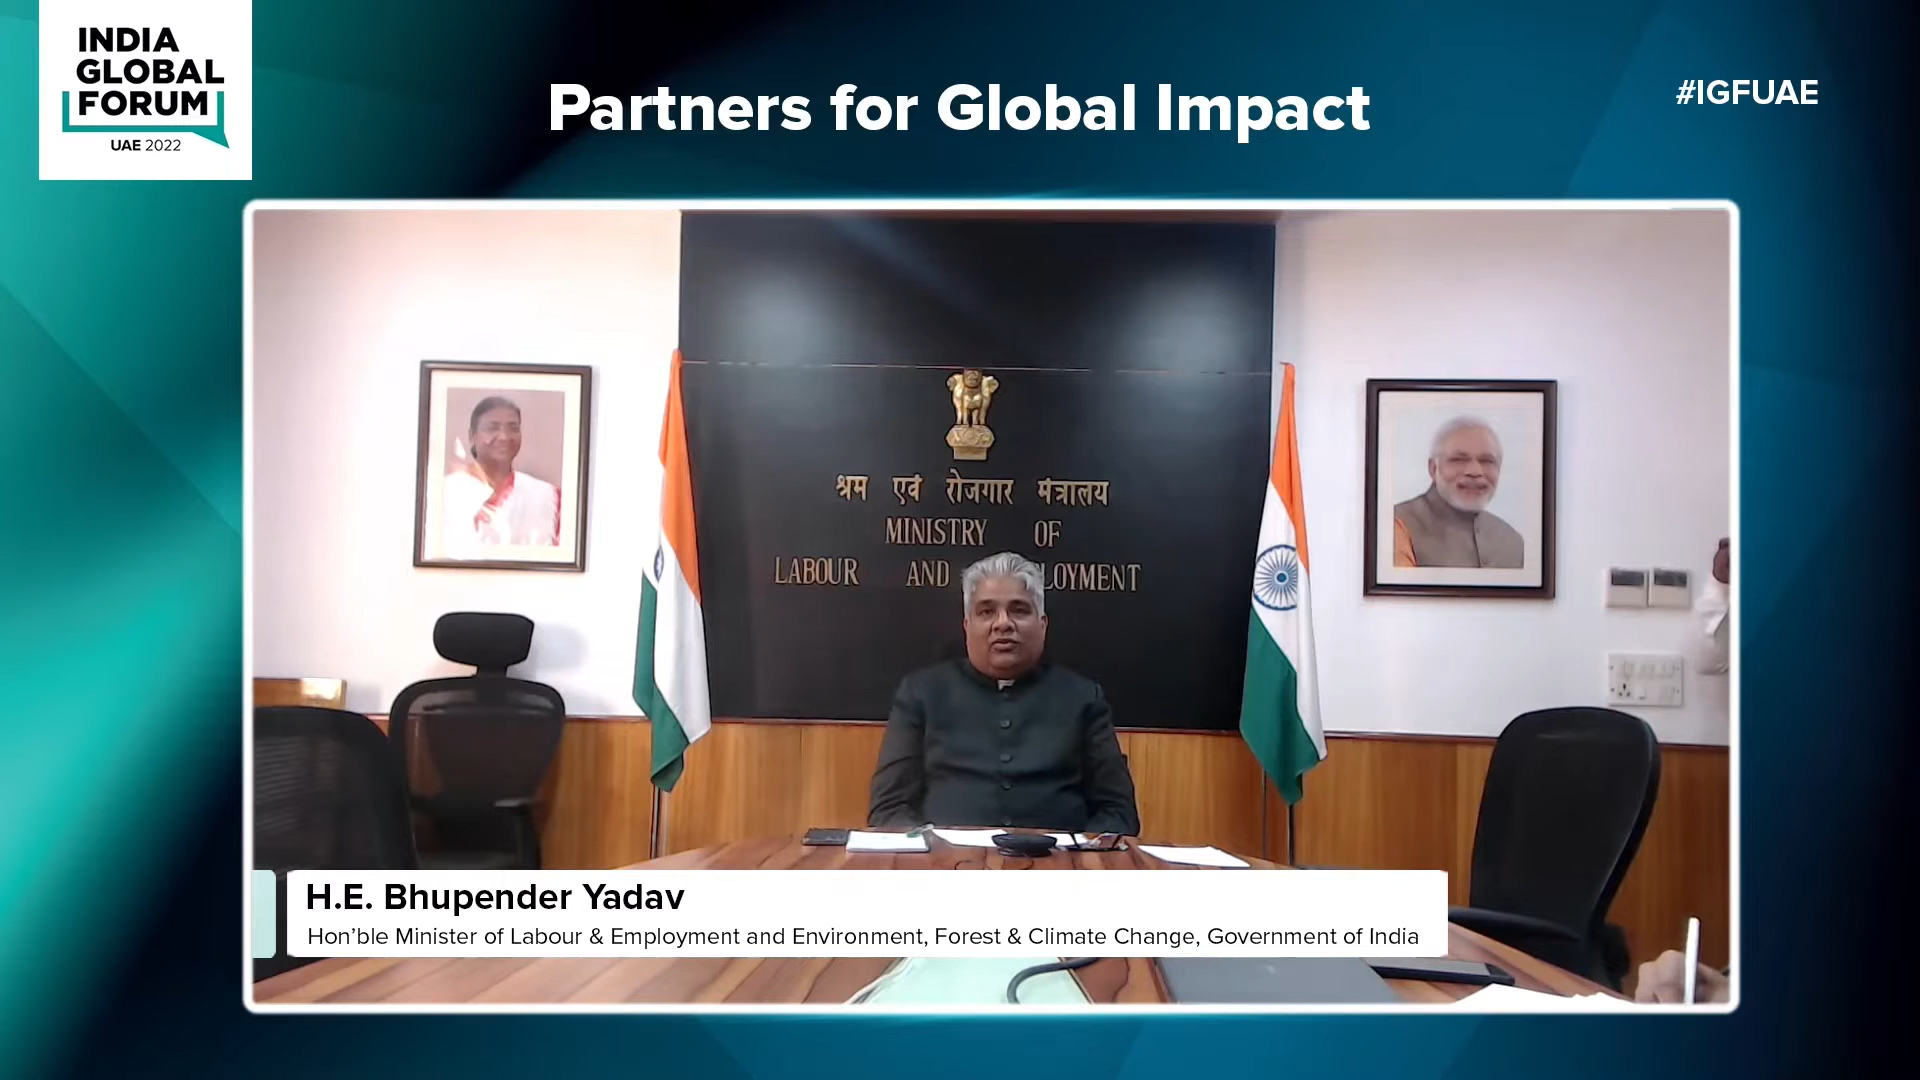 INDIA
GLOBAL
FORUM
UAE 2022
Partners for Global Impact
#IGFUAE
श्रम एवं रोजगार मंत्रालय
MINISTRY OF
LABOUR AND LOYMENT
H.E. Bhupender Yadav
Hon'ble Minister of Labour & Employment and Environment, Forest & Climate Change, Government of India